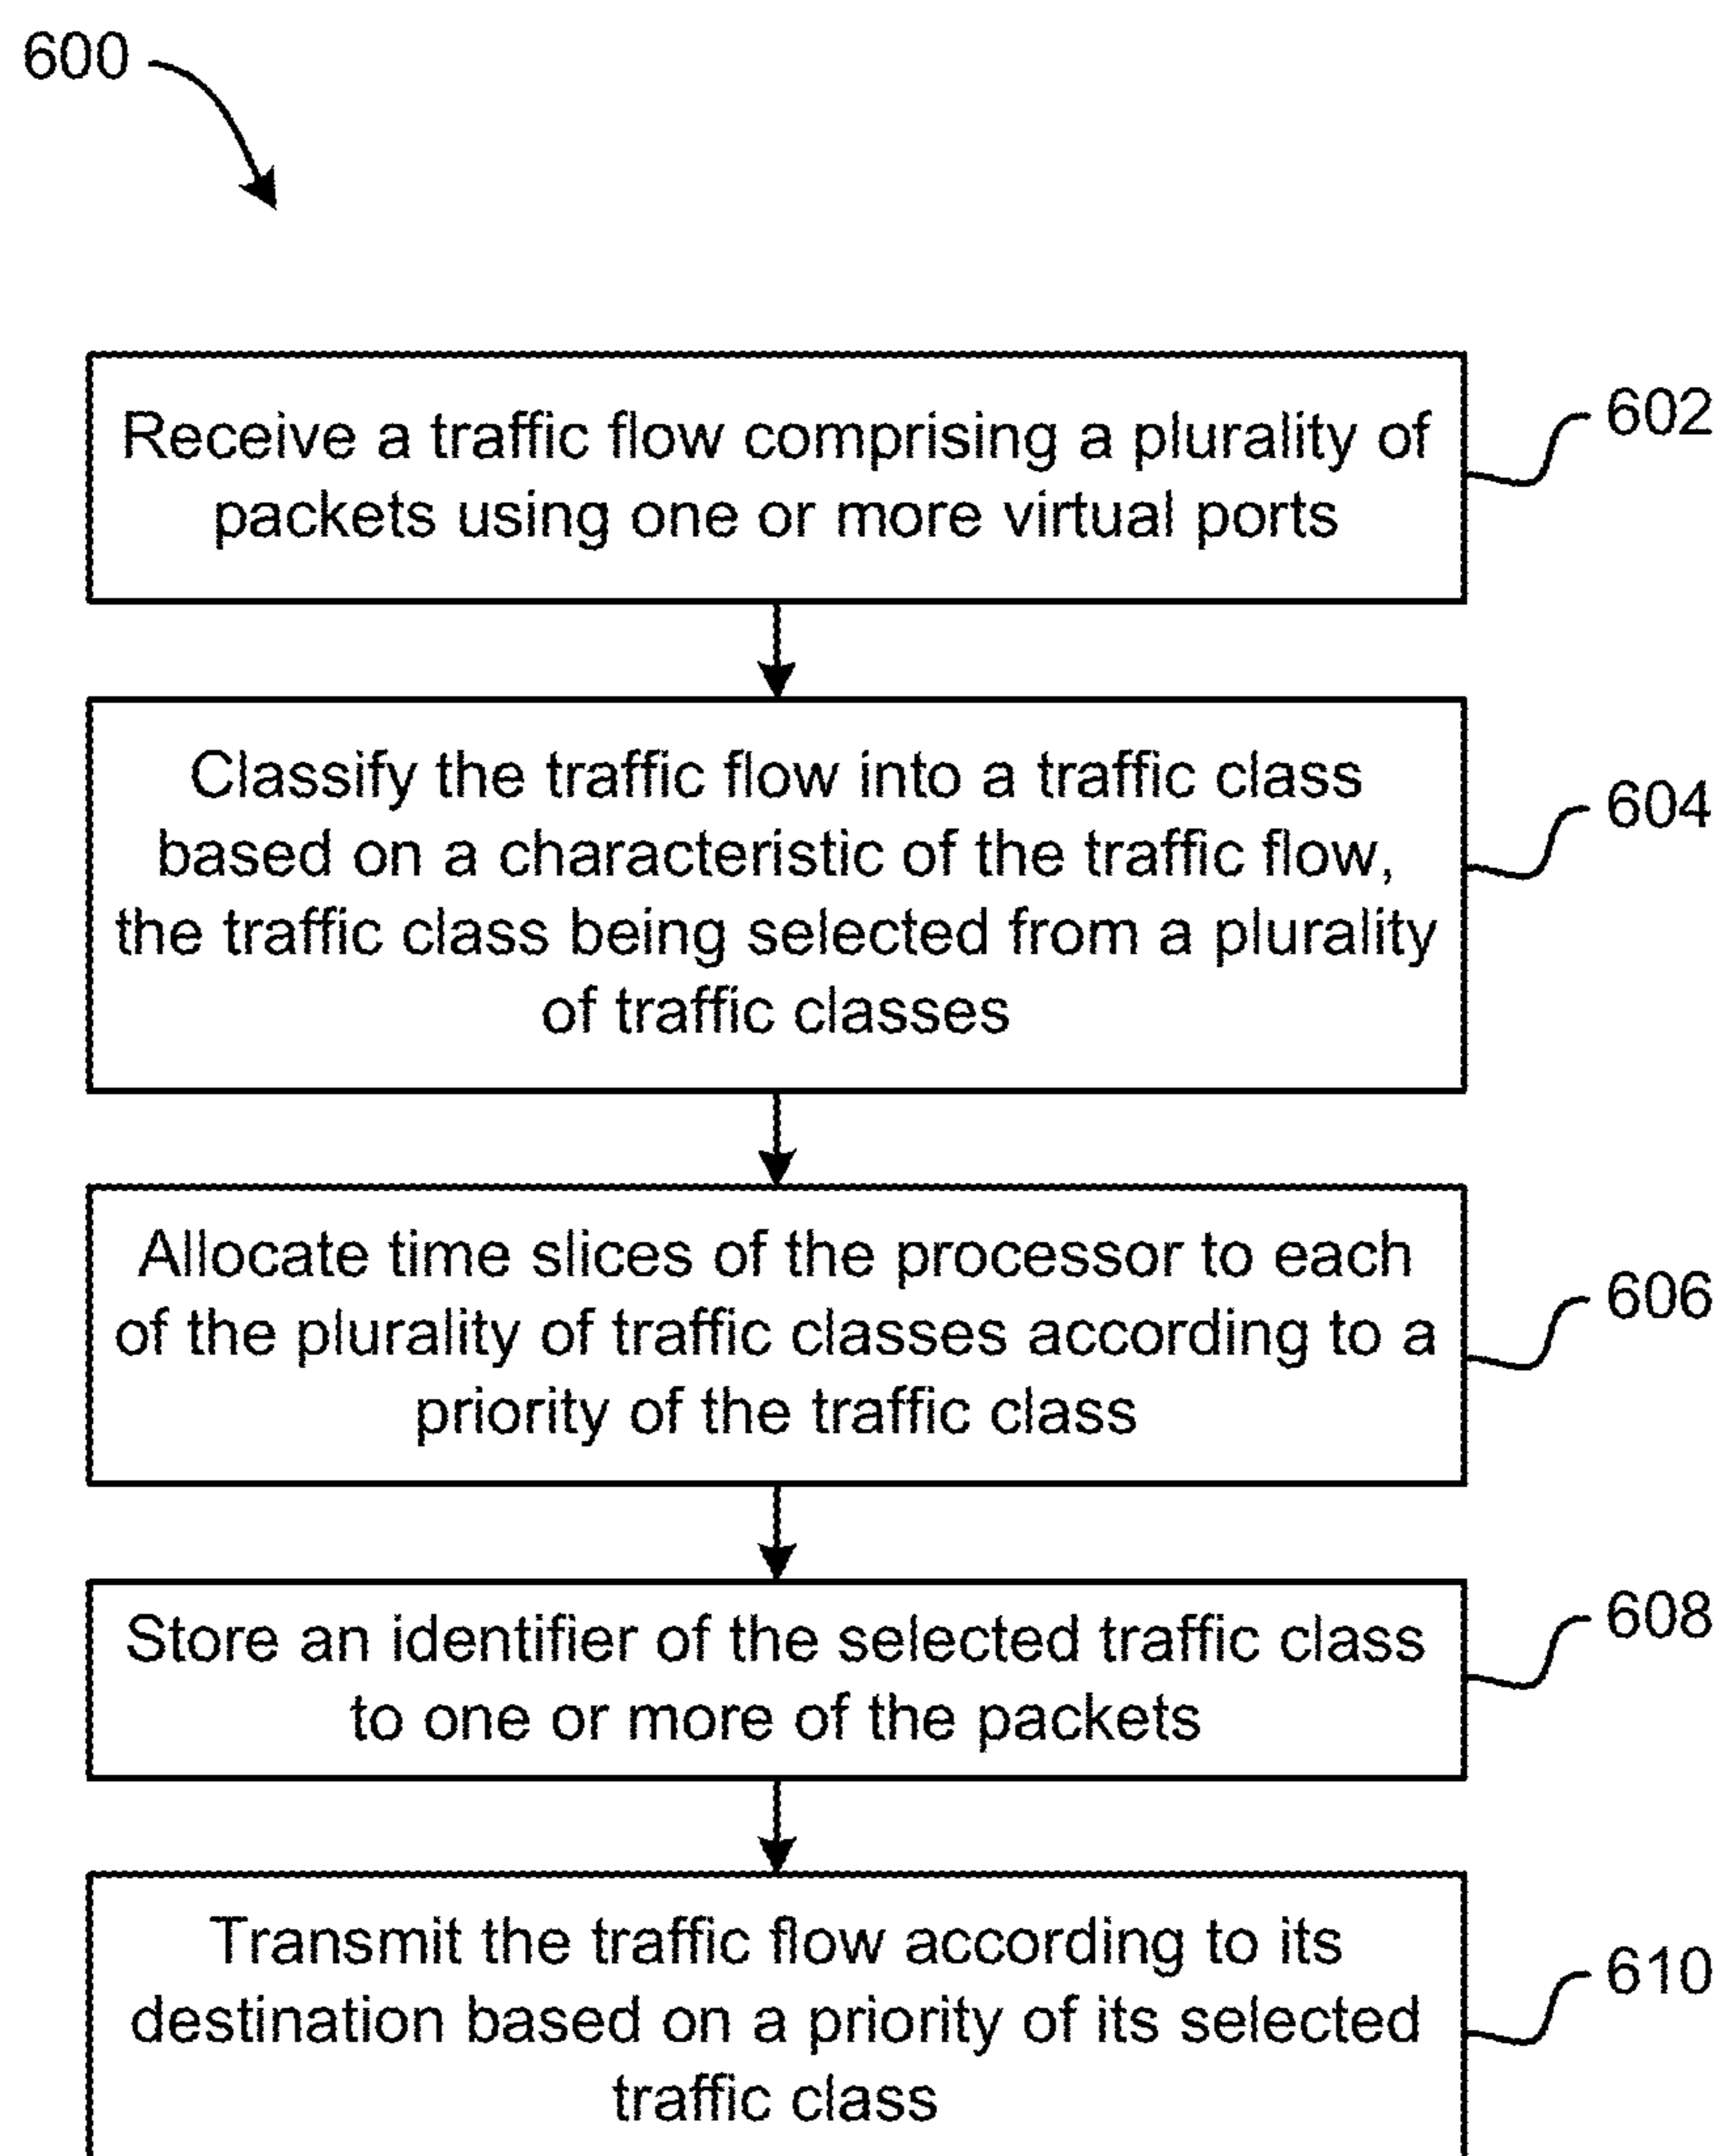 600
Receive a traffic flow comprising a plurality of
packets using one or more virtual ports
602
Classify the traffic flow into a traffic class
based on a characteristic of the traffic flow,
the traffic class being selected from a plurality
of traffic classes
604
Allocate time slices of the processor to each
of the plurality of traffic classes according to a
priority of the traffic class
606
Store an identifier of the selected traffic class
to one or more of the packets
608
Transmit the traffic flow according to its
destination based on a priority of its selected
traffic class
610